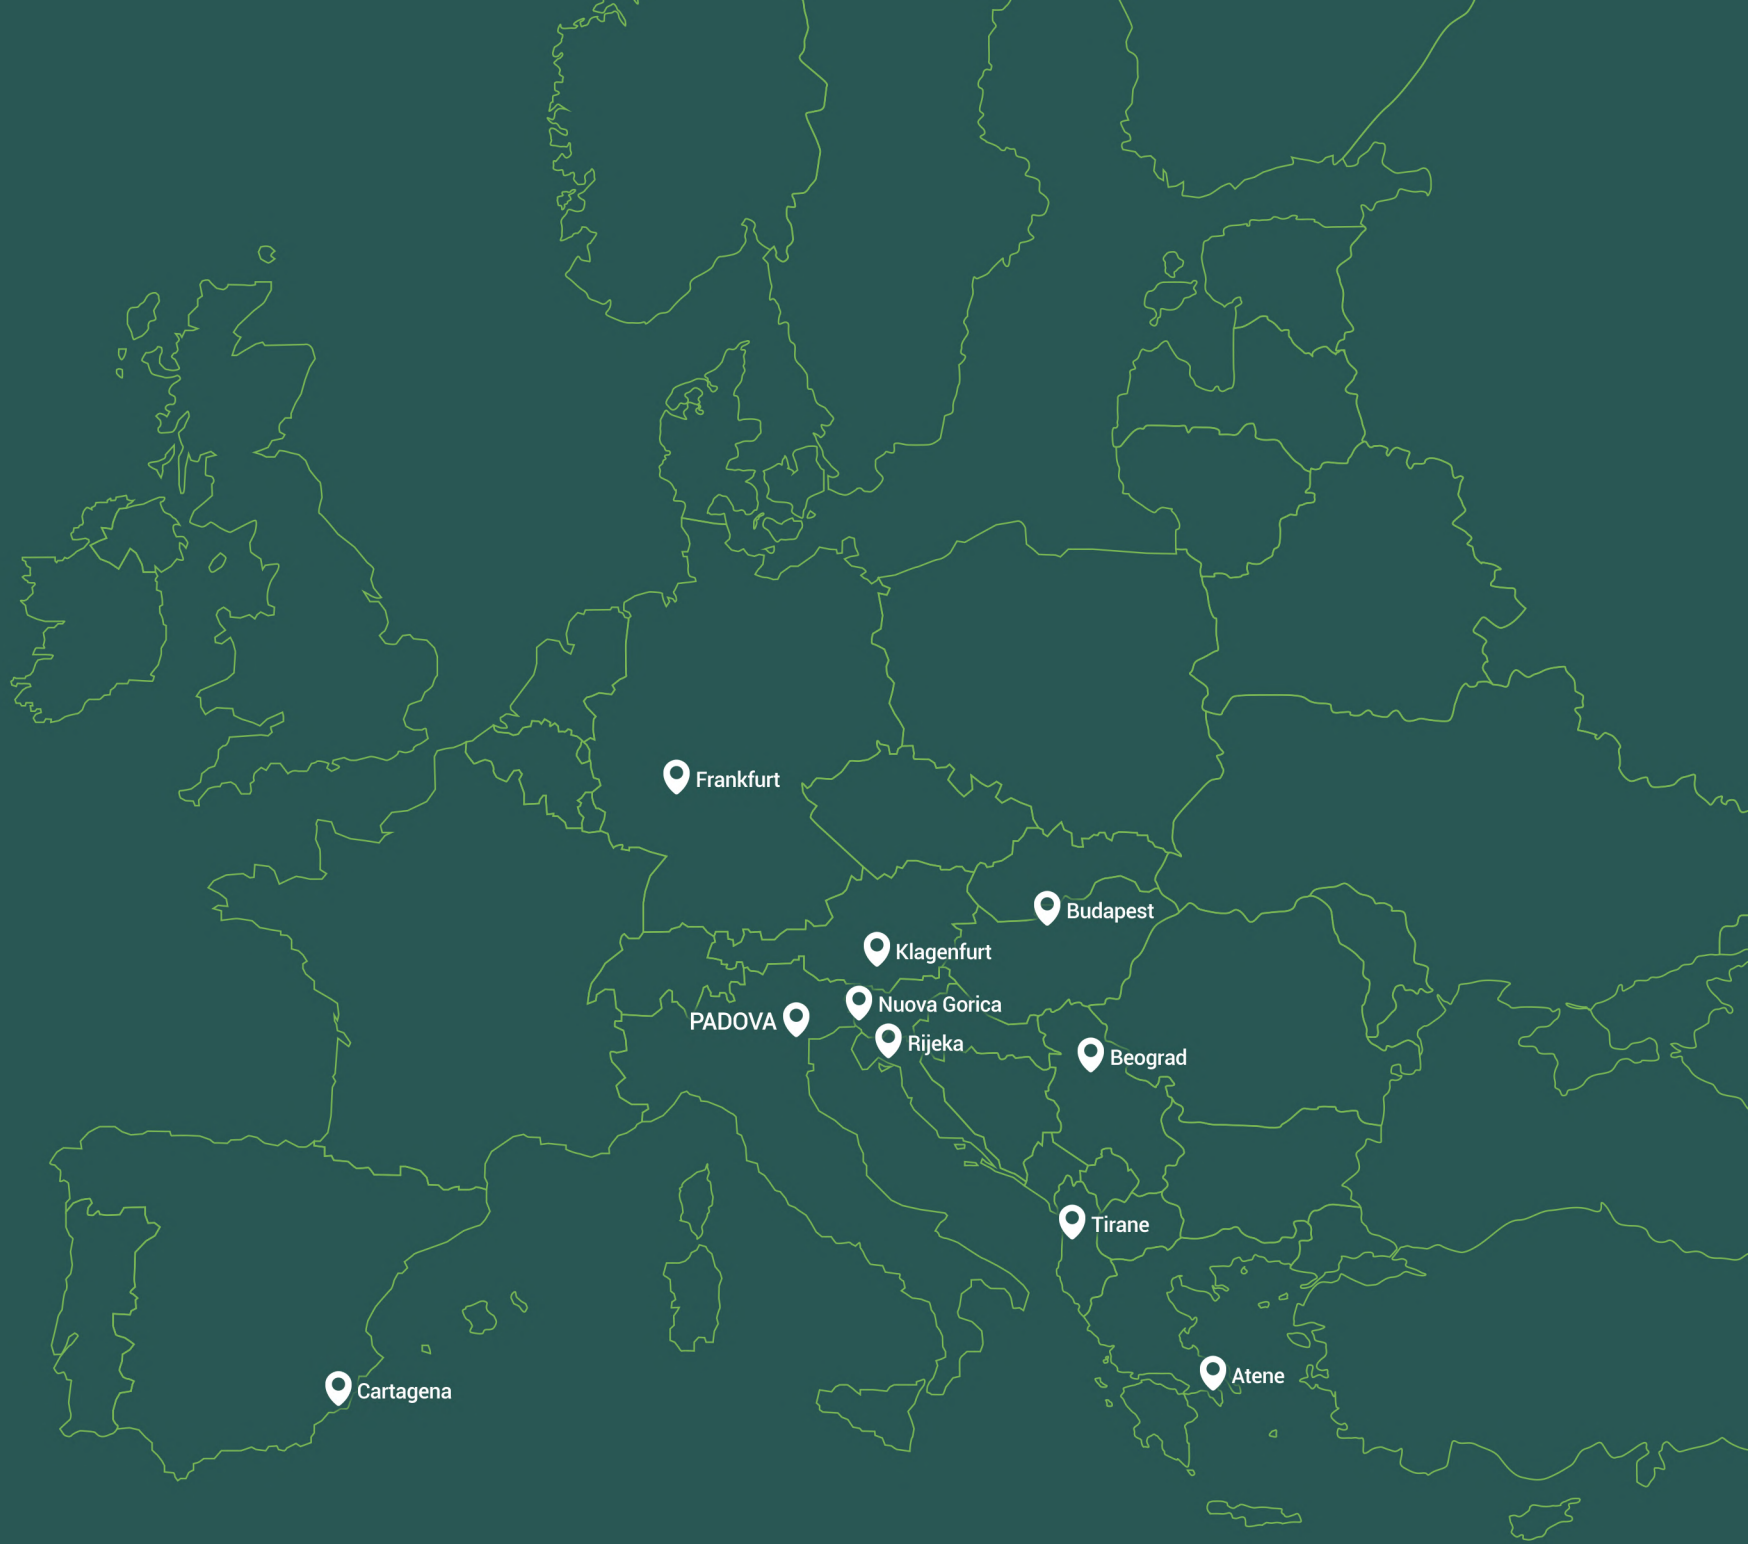 Frankfurt
Budapest
Klagenfurt
Nuova Gorica
PADOVA
Rijeka
Beograd
Tirane
Atene
Cartagena